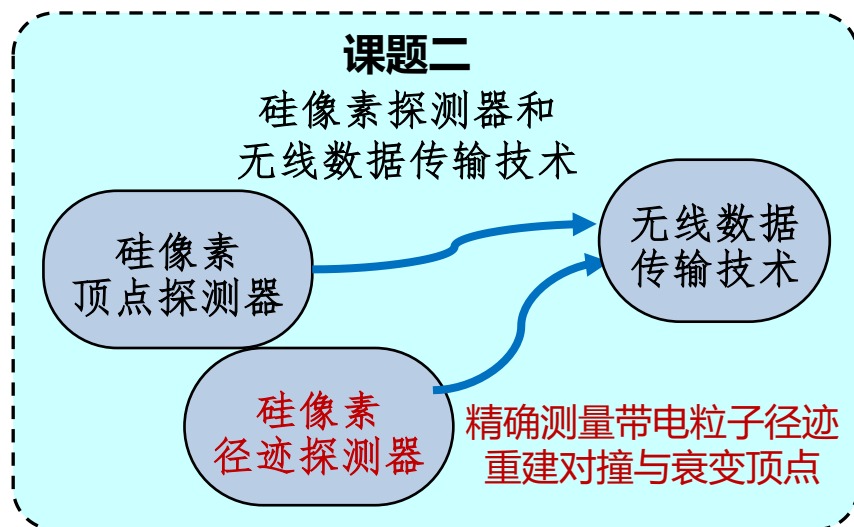 课题二
硅像素探测器和
无线数据传输技术
硅像素
顶点探测器
无线数据
传输技术
硅像素
径迹探测器
精确测量带电粒子径迹
重建对撞与衰变顶点